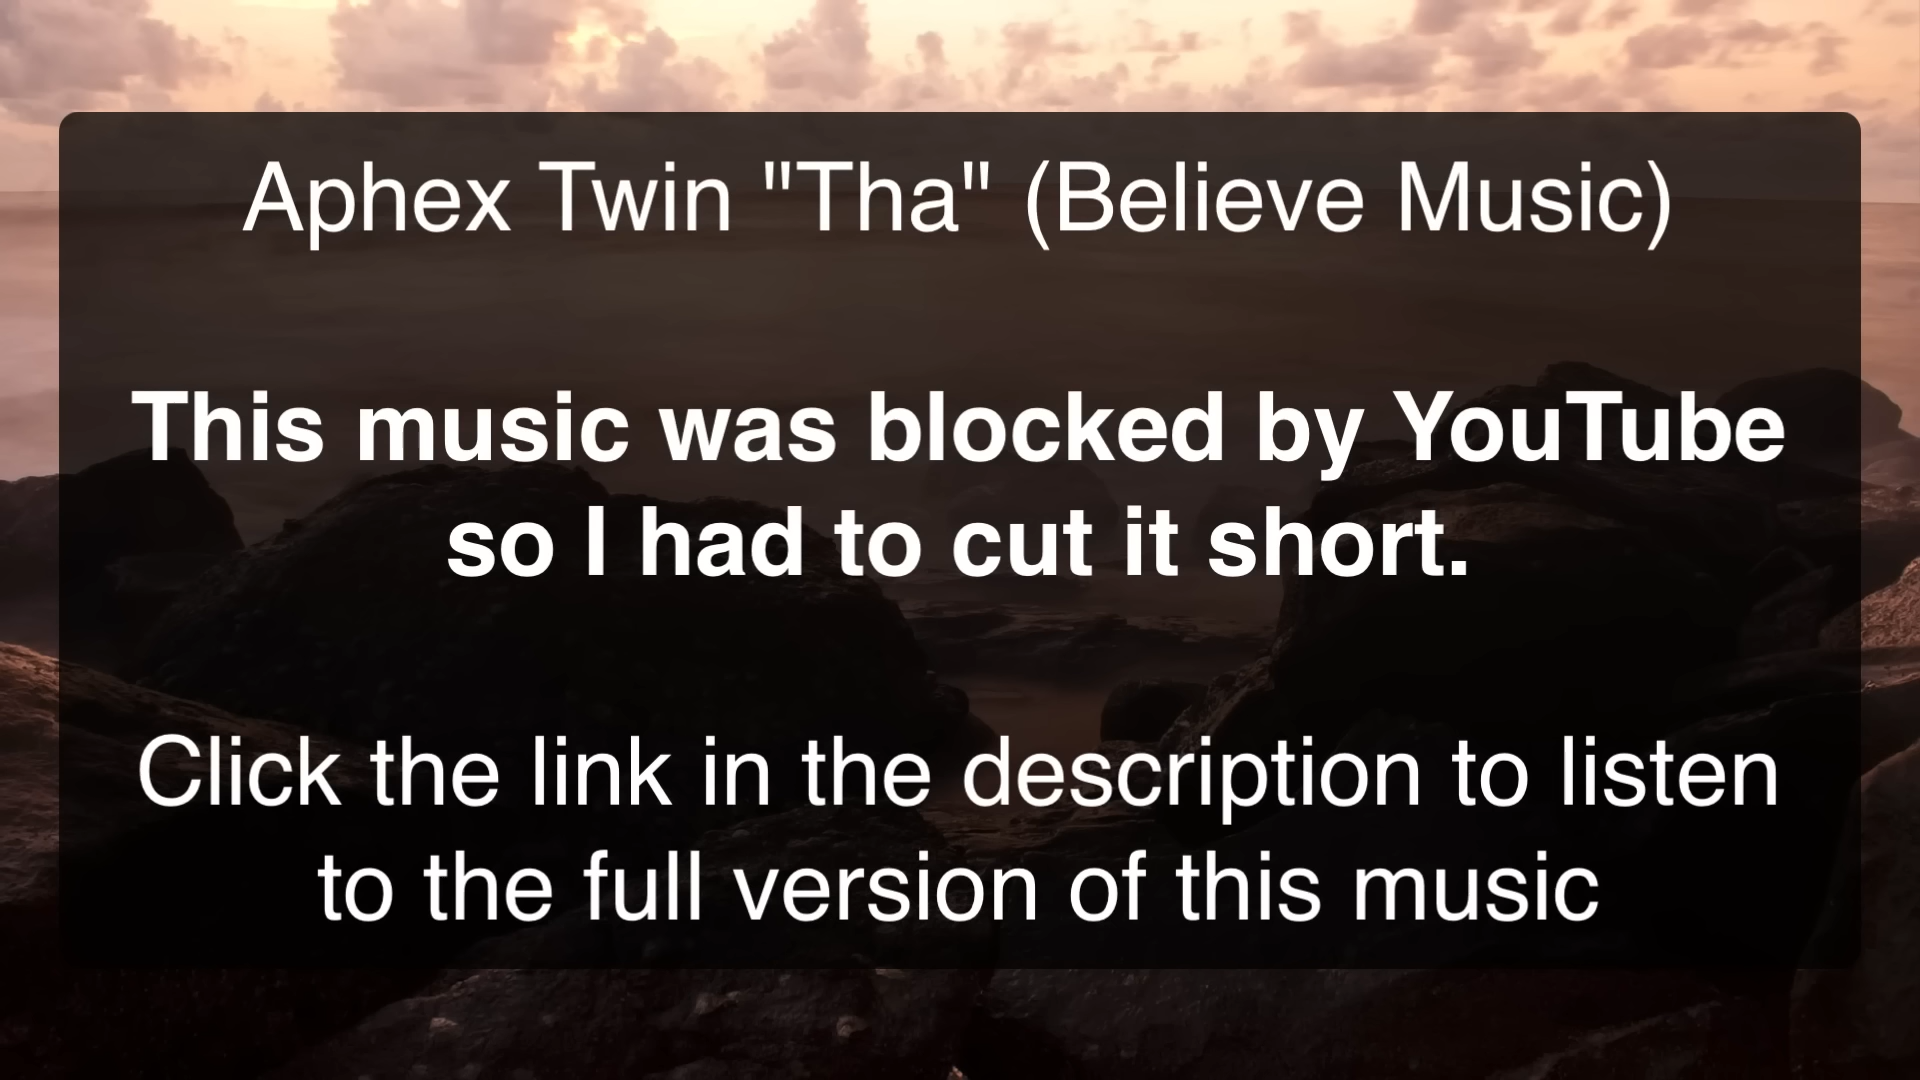 Aphex Twin "Tha" (Believe Music)
This music was blocked by YouTube
so I had to cut it short.
Click the link in the description to listen
to the full version of this music